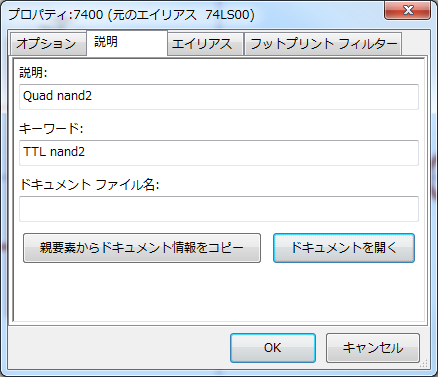 プロパティ:7400 (元のエイリアス 74LS00)
オプション 説明 エイリアス フットプリント フィルター
説明:
Quad nand2
キーワード:
TTL nand2
ドキュメント ファイル名:
親要素からドキュメント情報をコピー ドキュメントを開く
OK キャンセル